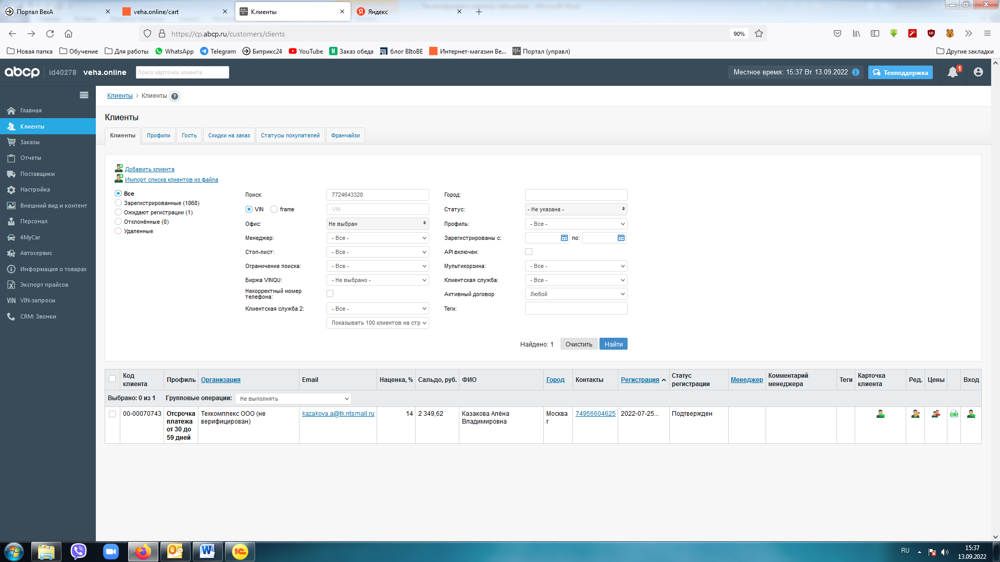 Портал ВехА
veha.online/cart
Клиенты
Яндекс
https://cp.abcp.ru/customers/clients
90%
Новая папка
Обучение
Для работы
WhatsApp
Telegram
Битрикс24
YouTube
Заказ обеда
блог BItoBE
Интернет-магазин Ве...
Портал (управл)
Другие закладки
abcp
id40278
veha.online
Поиск карточки клиента
Местное время: 15:37 Вт 13.09.2022
Техподдержка
1
Главная
Клиенты
Заказы
Отчеты
Поставщики
Настройка
Внешний вид и контент
Персонал
4MyCar
Автосервис
Информация о товарах
Экспорт прайсов
VIN VIN-запросы
CRM: Звонки
Клиенты > Клиенты ?
Клиенты
Клиенты
Профили
Гость
Скидки на заказ
Статусы покупателей
Франчайзи
Добавить клиента
Импорт списка клиентов из файла
Все
Зарегистрированные (1868)
Ожидают регистрации (1)
Отклонённые (0)
Удаленные
Поиск: 7724643320
VIN frame VIN
Офис: Не выбран
Менеджер: - Все -
Стоп-лист: - Все -
Ограничение поиска: - Все -
Биржа VINQU: - Не выбрано -
Некорректный номер
телефона:
Клиентская служба 2: - Все -
Показывать 100 клиентов на стр
Город:
Статус: - Не указана -
Профиль: - Все -
Зарегистрированы с: по:
API включен:
Мультикорзина: - Все -
Клиентская служба: - Все -
Активный договор Любой
Теги:
Найдено: 1 Очистить Найти
Код
клиента
Профиль
Организация
Email
Наценка, %
Сальдо, руб.
ФИО
Город
Контакты
Регистрация
Статус
регистрации
Менеджер
Комментарий
менеджера
Теги
Карточка
клиента
Ред.
Цены
Вход
Выбрано: 0 из 1 Групповые операции: Не выполнять
00-00070743
Отсрочка
платежа
от 30 до
59 дней
Техкомплекс ООО (не
верифицирован)
kazakova.a@tk.ntsmail.ru
14
2 349,62
Казакова Алёна
Владимировна
Москва
г
74956604625
2022-07-25...
Подтвержден
XLS
RU
15:37
13.09.2022